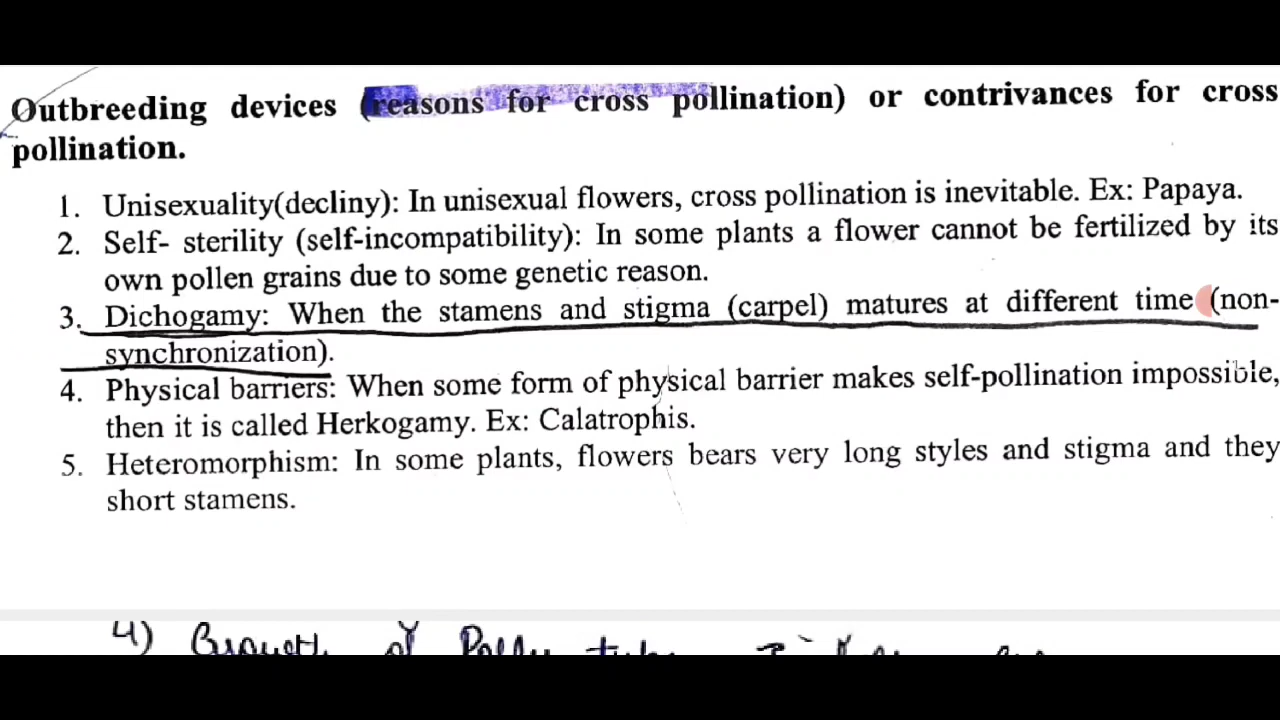 Outbreeding devices (reasons for cross pollination) or contrivances for cross
pollination.
1. Unisexuality(decliny): In unisexual flowers, cross pollination is inevitable. Ex: Papaya.
2. Self- sterility (self-incompatibility): In some plants a flower cannot be fertilized by its
own pollen grains due to some genetic reason.
3. Dichogamy: When the stamens and stigma (carpel) matures at different time (non-
synchronization).
4. Physical barriers: When some form of physical barrier makes self-pollination impossible,
then it is called Herkogamy. Ex: Calatrophis.
5. Heteromorphism: In some plants, flowers bears very long styles and stigma and they
short stamens.
4) of